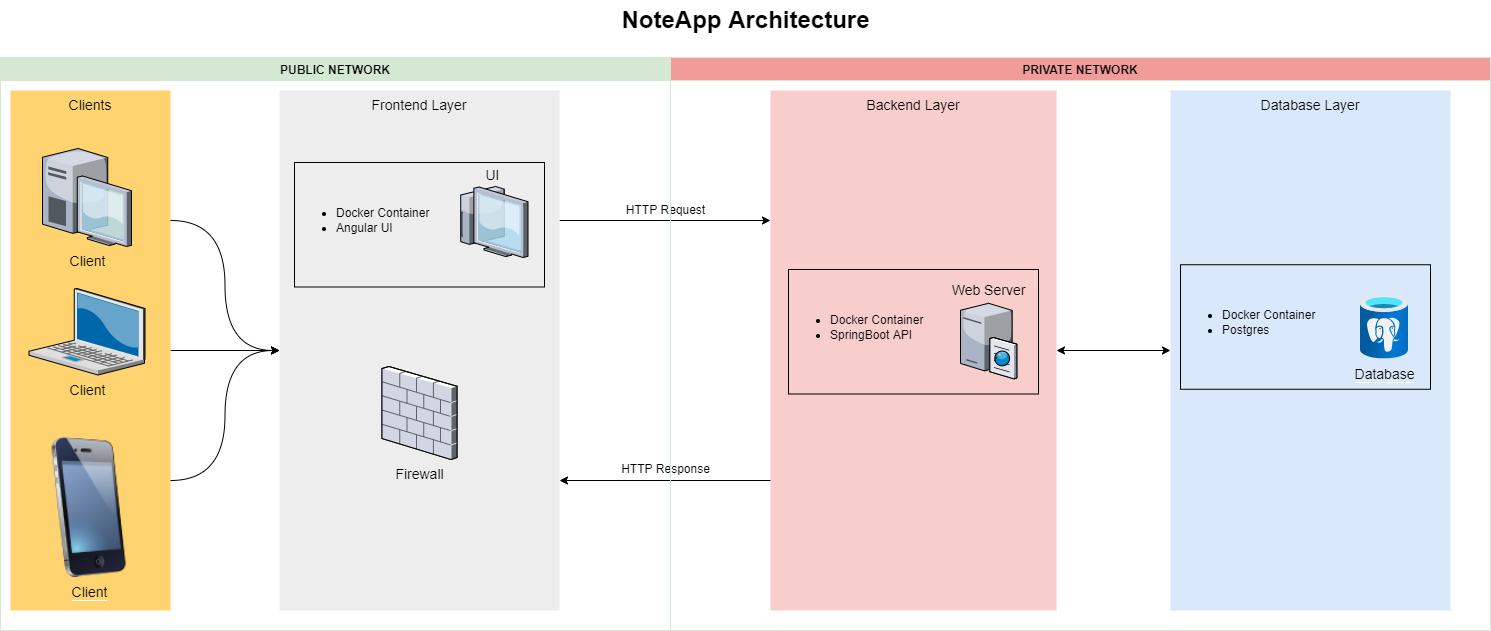 NoteApp Architecture
PUBLIC NETWORK
PRIVATE NETWORK
Clients
Client
Client
Client
Frontend Layer
UI
• Docker Container
• Angular UI
Firewall
HTTP Request
HTTP Response
Backend Layer
Web Server
• Docker Container
• SpringBoot API
Database Layer
• Docker Container
• Postgres
Database